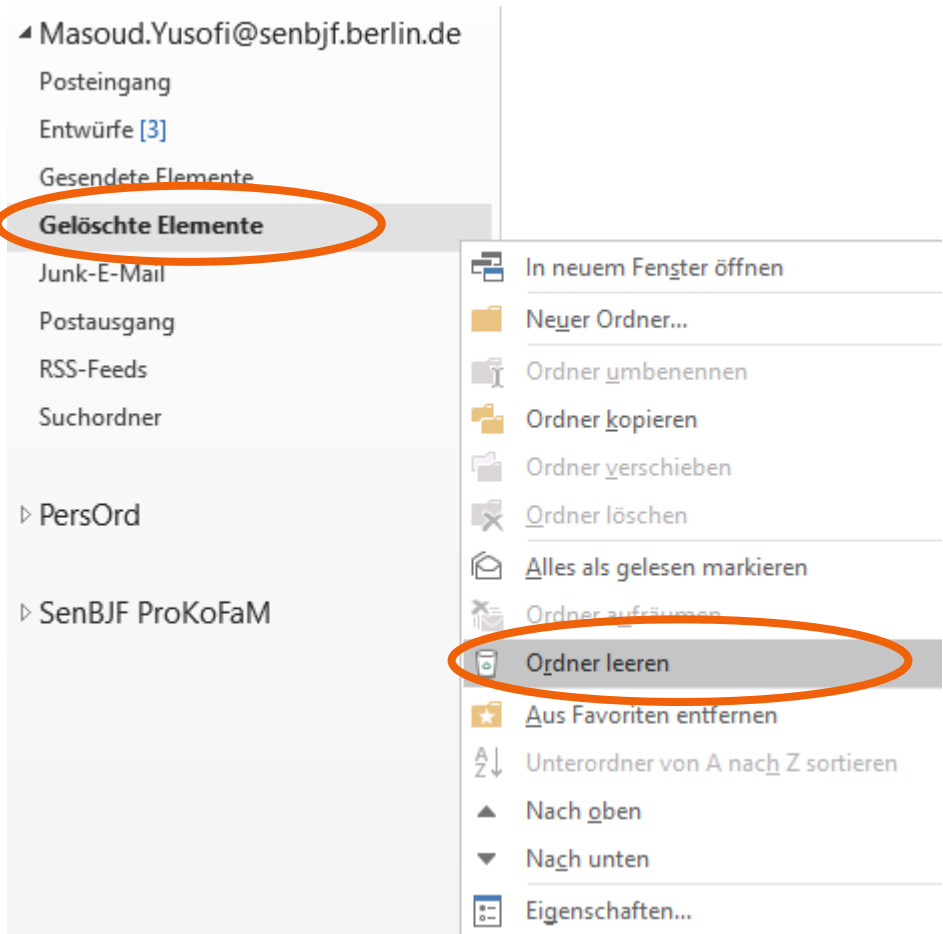 Masoud.Yusofi@senbjf.berlin.de
Posteingang
Entwürfe [3]
Gesendete Elemente
Gelöschte Elemente
Junk-E-Mail
Postausgang
RSS-Feeds
Suchordner
PersOrd
SenBJF ProKoFaM
In neuem Fenster öffnen
Neuer Ordner...
Ordner umbenennen
Ordner kopieren
Ordner verschieben
Ordner löschen
Alles als gelesen markieren
Ordner aufräumen
Ordner leeren
Aus Favoriten entfernen
Unterordner von A nach Z sortieren
Nach oben
Nach unten
Eigenschaften...